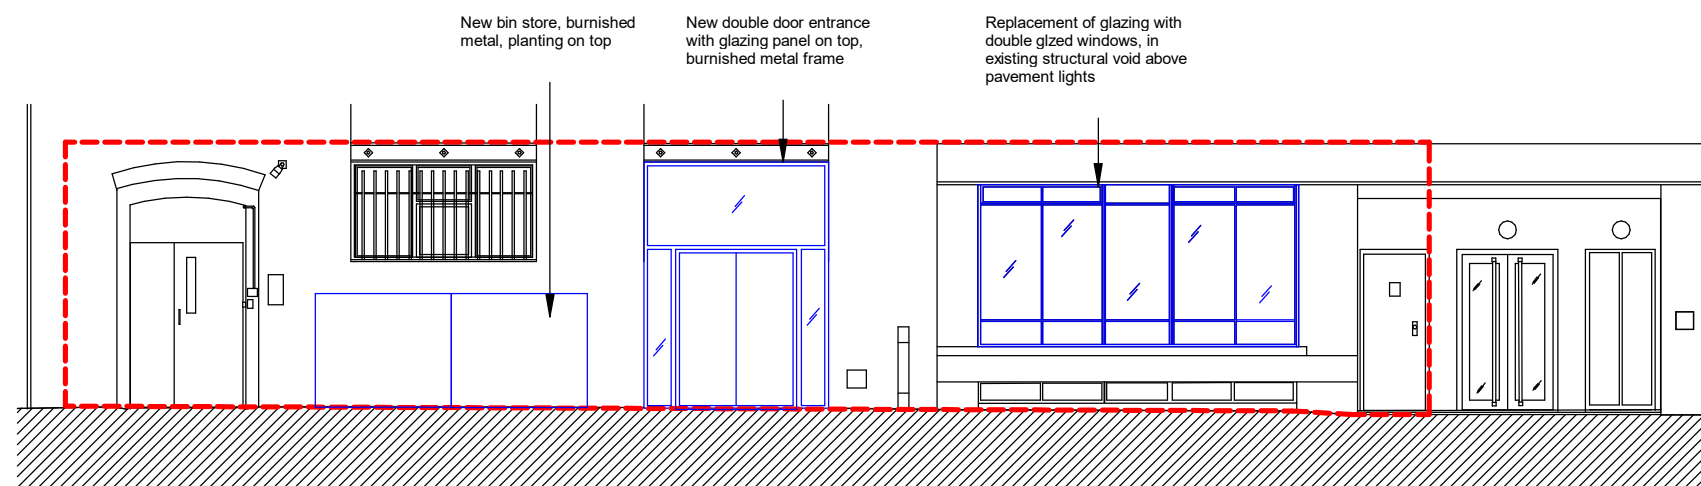 New bin store, burnished
metal, planting on top
New double door entrance
with glazing panel on top,
burnished metal frame
Replacement of glazing with
double glzed windows, in
existing structural void above
pavement lights